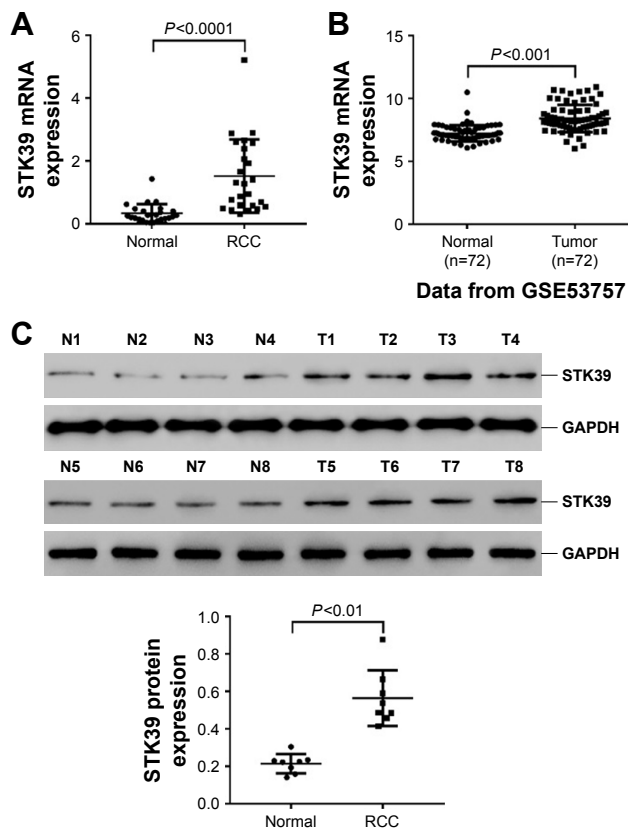 A
STK39 mRNA
expression
6
4
2
0
P<0.0001
Normal
RCC
B
STK39 mRNA
expression
15
10
5
0
P<0.001
Normal
(n=72)
Tumor
(n=72)
Data from GSE53757
C
N1 N2 N3 N4 T1 T2 T3 T4
STK39
GAPDH
N5 N6 N7 N8 T5 T6 T7 T8
STK39
GAPDH
STK39 protein
expression
1.0
0.8
0.6
0.4
0.2
0.0
P<0.01
Normal
RCC